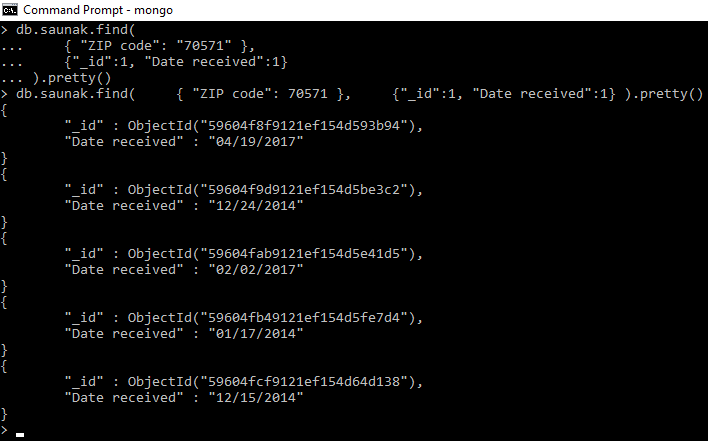 Command Prompt - mongo
> db.saunak.find(
...     { "ZIP code": "70571" },
...     {"_id":1, "Date received":1}
... ).pretty()
> db.saunak.find(     { "ZIP code": 70571 },     {"_id":1, "Date received":1} ).pretty()
{
        "_id" : ObjectId("59604f8f9121ef154d593b94"),
        "Date received" : "04/19/2017"
}
{
        "_id" : ObjectId("59604f9d9121ef154d5be3c2"),
        "Date received" : "12/24/2014"
}
{
        "_id" : ObjectId("59604fab9121ef154d5e41d5"),
        "Date received" : "02/02/2017"
}
{
        "_id" : ObjectId("59604fb49121ef154d5fe7d4"),
        "Date received" : "01/17/2014"
}
{
        "_id" : ObjectId("59604fcf9121ef154d64d138"),
        "Date received" : "12/15/2014"
}
>